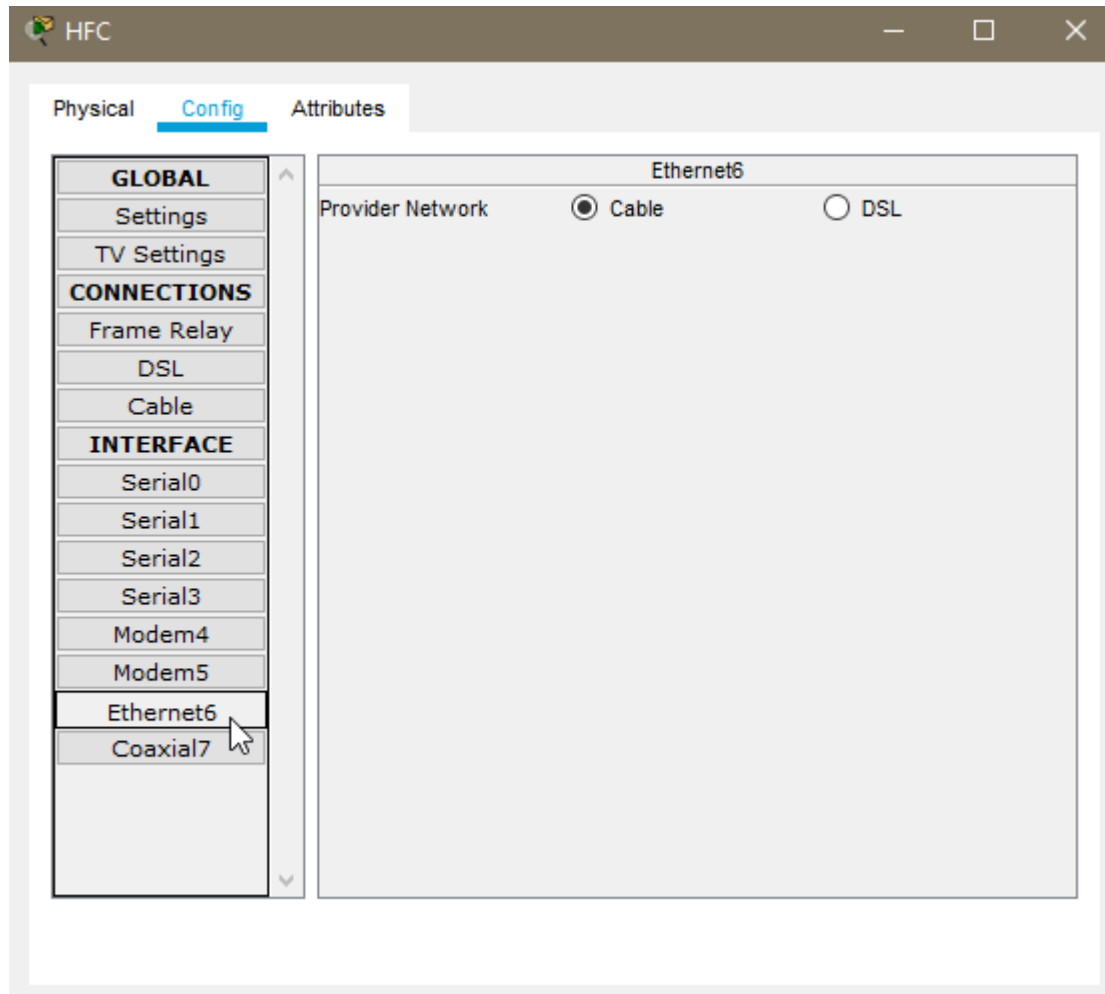 HFC
Physical Config Attributes
GLOBAL
Settings
TV Settings
CONNECTIONS
Frame Relay
DSL
Cable
INTERFACE
Serial0
Serial1
Serial2
Serial3
Modem4
Modem5
Ethernet6
Coaxial7
Ethernet6
Provider Network Cable DSL